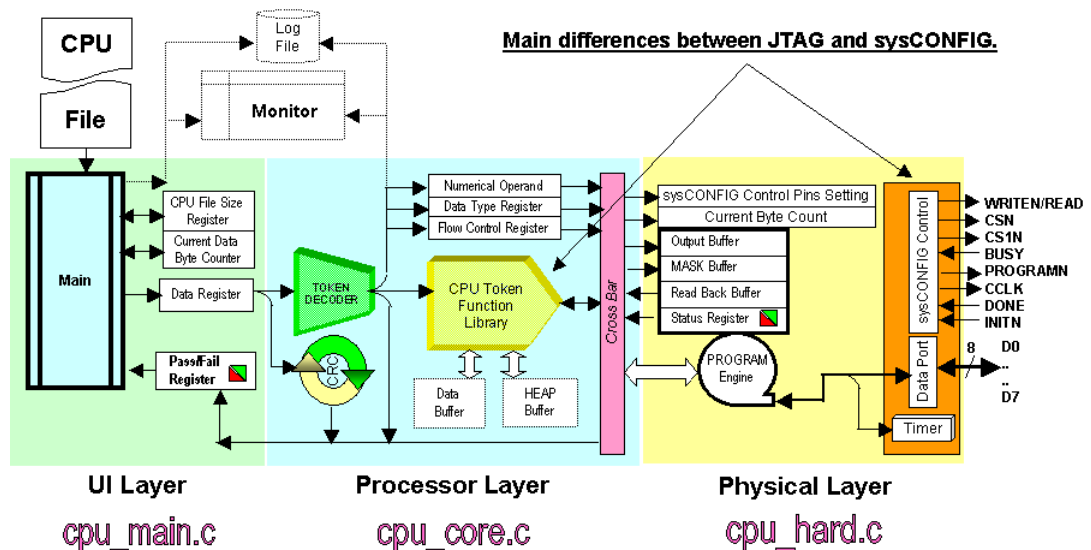 CPU
File
Log
File
Monitor
Main differences between JTAG and sysCONFIG.
Main
CPU File Size
Register
Current Data
Byte Counter
Data Register
Pass/Fail
Register
TOKEN
DECODER
CRC
Numerical Operand
Data Type Register
Flow Control Register
CPU Token
Function
Library
Data
Buffer
HEAP
Buffer
Cross Bar
sysCONFIG Control Pins Setting
Current Byte Count
Output Buffer
MASK Buffer
Read Back Buffer
Status Register
PROGRAM
Engine
sysCONFIG Control
Data Port
Timer
WRITEN/READ
CSN
CS1N
BUSY
PROGRAMN
CCLK
DONE
INITN
8
D0
..
..
D7
UI Layer
Processor Layer
Physical Layer
cpu_main.c
cpu_core.c
cpu_hard.c